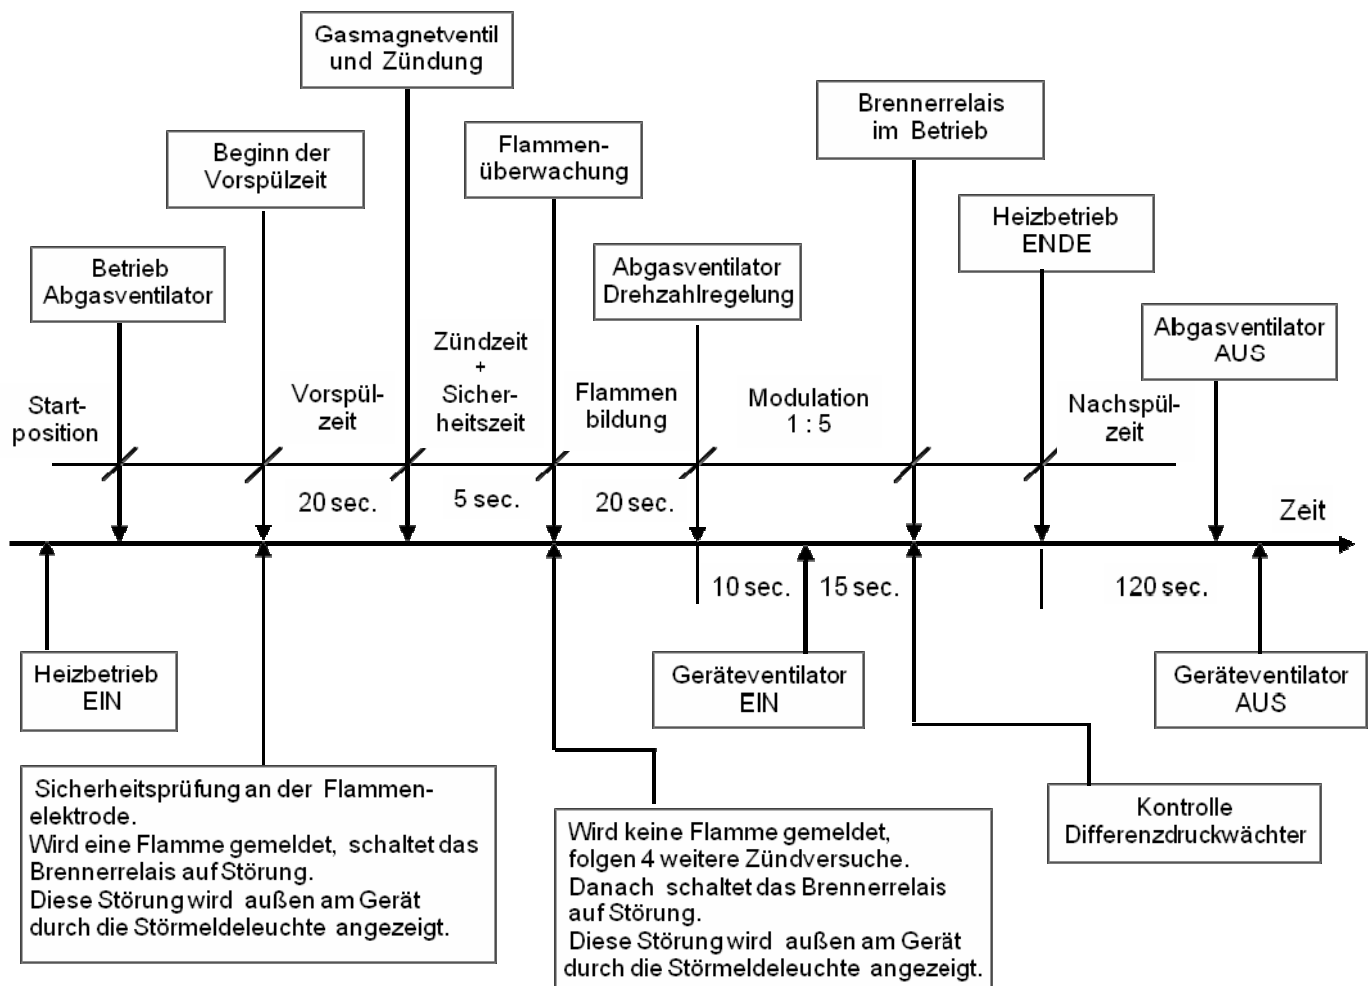 Gasmagnetventil
und Zündung
Brennerrelais
im Betrieb
Flammen-
überwachung
Beginn der
Vorspülzeit
Heizbetrieb
ENDE
Betrieb
Abgasventilator
Abgasventilator
Drehzahlregelung
Abgasventilator
AUS
Start-
position
Vorspül-
zeit
Zündzeit
+
Sicher-
heitszeit
Flammen
bildung
Modulation
1 : 5
Nachspül-
zeit
20 sec.
5 sec.
20 sec.
Zeit
10 sec.
15 sec.
120 sec.
Heizbetrieb
EIN
Geräteventilator
EIN
Geräteventilator
AUS
Sicherheitsprüfung an der Flammen-
elektrode.
Wird eine Flamme gemeldet, schaltet das
Brennerrelais auf Störung.
Diese Störung wird außen am Gerät
durch die Störmeldeleuchte angezeigt.
Wird keine Flamme gemeldet,
folgen 4 weitere Zündversuche.
Danach schaltet das Brennerrelais
auf Störung.
Diese Störung wird außen am Gerät
durch die Störmeldeleuchte angezeigt.
Kontrolle
Differenzdruckwächter